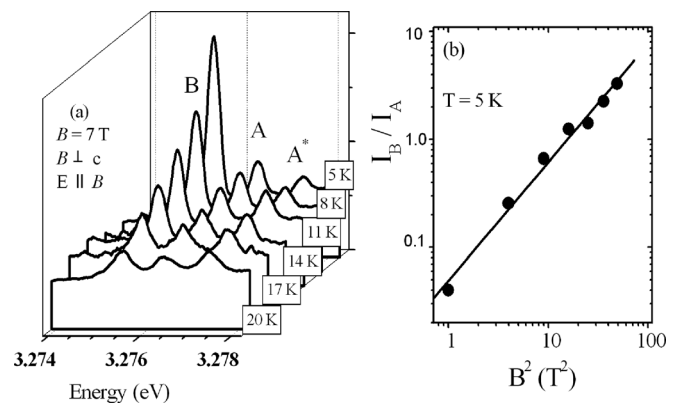 (a)
B = 7 T
B ⊥ c
E || B
B
A
A*
5 K
8 K
11 K
14 K
17 K
20 K
3.274 3.276 3.278
Energy (eV)
(b)
T = 5 K
I_B / I_A
10
1.0
0.1
1 10 100
B² (T²)